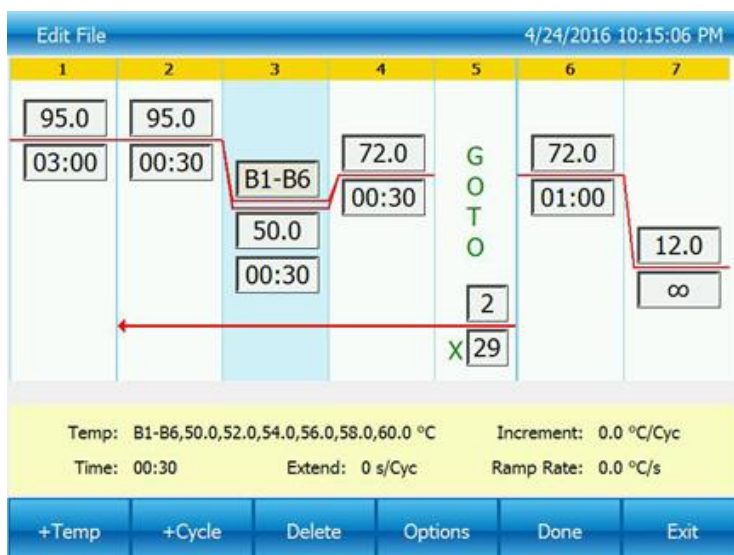 Edit File 4/24/2016 10:15:06 PM
1 2 3 4 5 6 7
95.0 95.0
03:00 00:30
B1-B6
50.0
00:30
72.0
00:30
G
O
T
O
2
X 29
72.0
01:00
12.0
∞
Temp: B1-B6,50.0,52.0,54.0,56.0,58.0,60.0 °C Increment: 0.0 °C/Cyc
Time: 00:30 Extend: 0 s/Cyc Ramp Rate: 0.0 °C/s
+Temp +Cycle Delete Options Done Exit